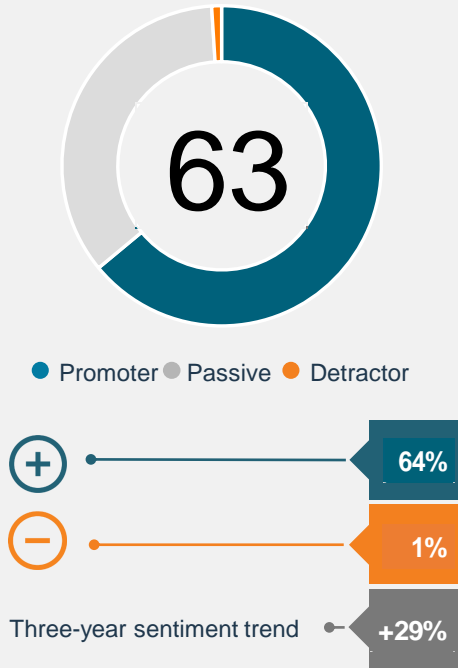 63
Promoter Passive Detractor
+ 64%
− 1%
Three-year sentiment trend +29%